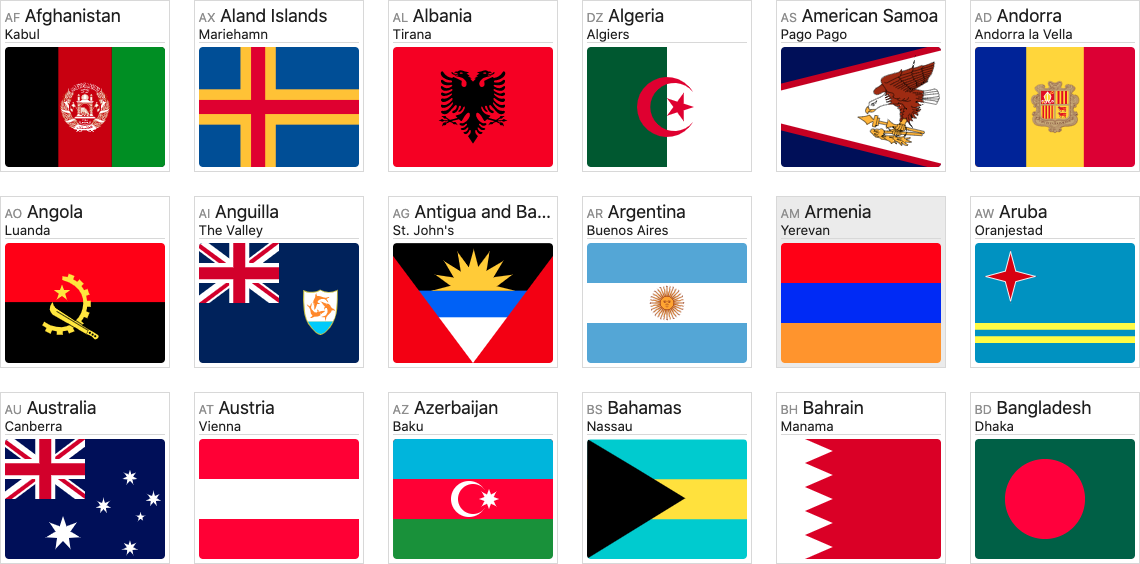 AF Afghanistan
Kabul
AX Aland Islands
Mariehamn
AL Albania
Tirana
DZ Algeria
Algiers
AS American Samoa
Pago Pago
AD Andorra
Andorra la Vella
AO Angola
Luanda
AI Anguilla
The Valley
AG Antigua and Ba...
St. John's
AR Argentina
Buenos Aires
AM Armenia
Yerevan
AW Aruba
Oranjestad
AU Australia
Canberra
AT Austria
Vienna
AZ Azerbaijan
Baku
BS Bahamas
Nassau
BH Bahrain
Manama
BD Bangladesh
Dhaka